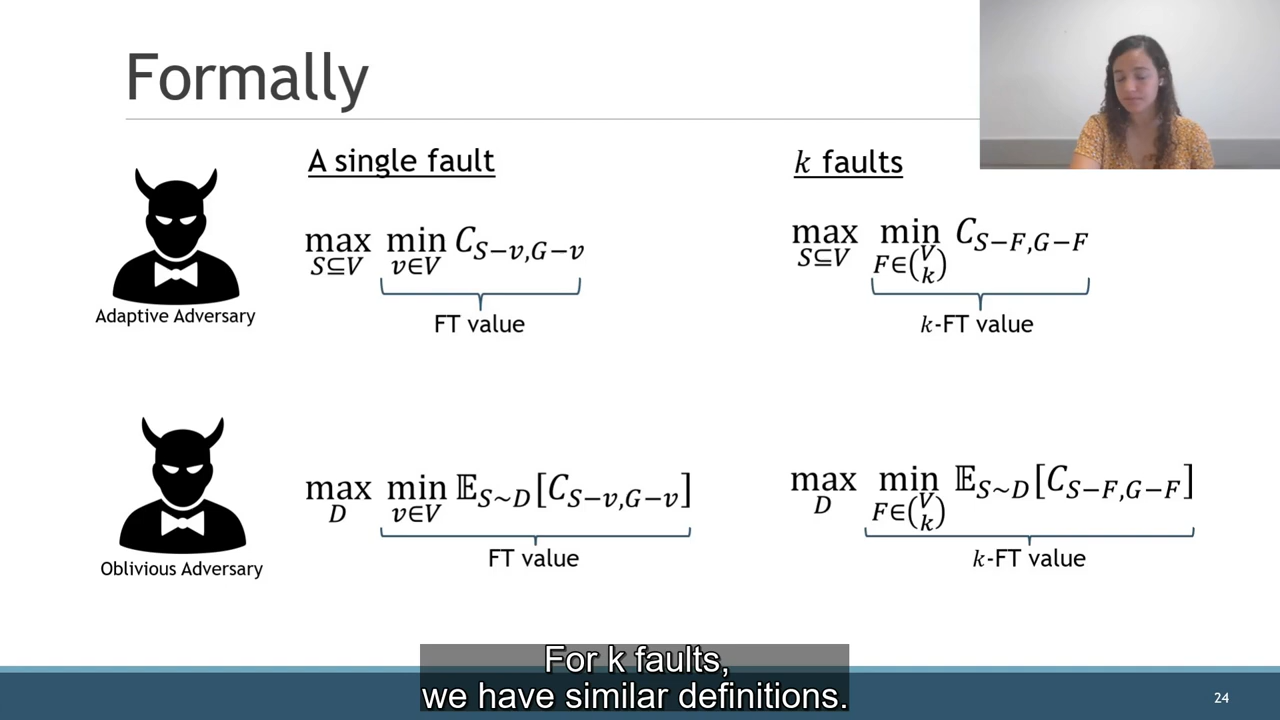 Formally
A single fault
k faults
max S⊆V min v∈V C_{S−v,G−v}
FT value
max S⊆V min F∈(V k) C_{S−F,G−F}
k-FT value
Adaptive Adversary
max D min v∈V 𝔼_{S~D}[C_{S−v,G−v}]
FT value
max D min F∈(V k) 𝔼_{S~D}[C_{S−F,G−F}]
k-FT value
Oblivious Adversary
For k faults,
we have similar definitions.
24